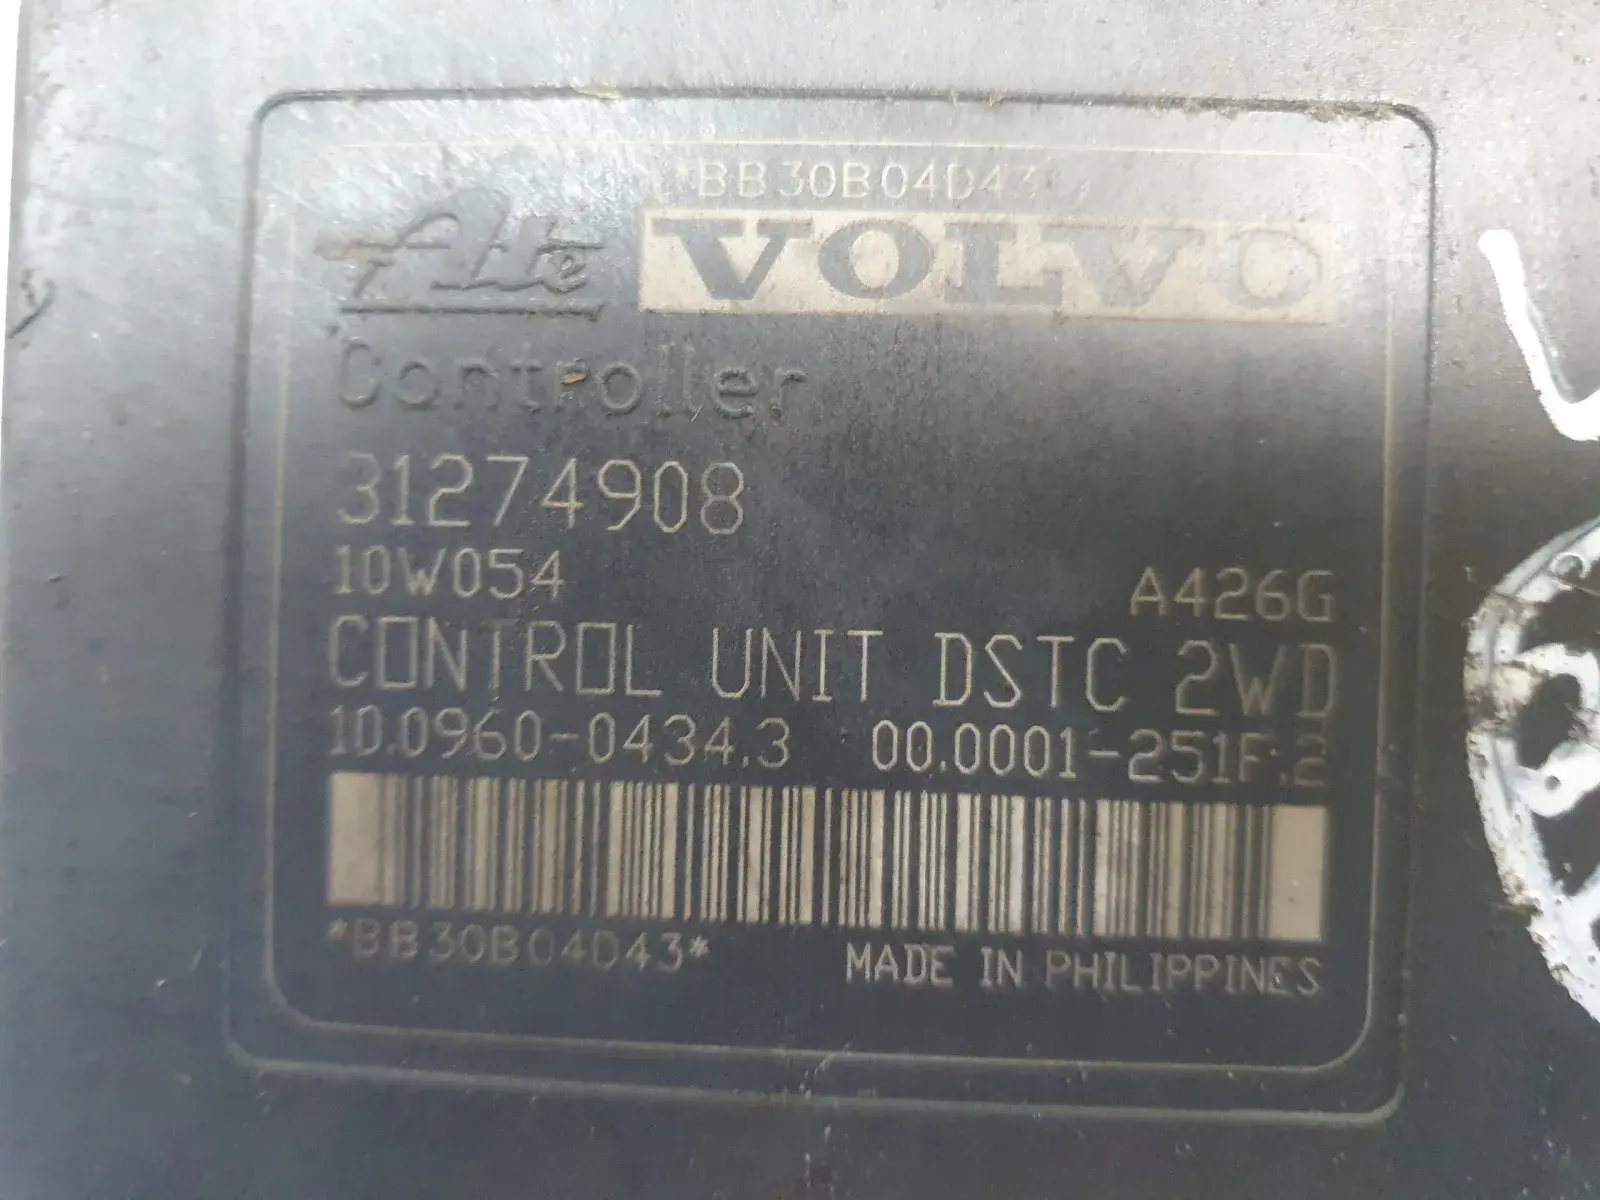 *BB30B04D43
Ate VOLVO
Controller
31274908
10W054 A426G
CONTROL UNIT DSTC 2WD
10.0960-0434.3 00.0001-251F.2
*BB30B04D43*
MADE IN PHILIPPINES